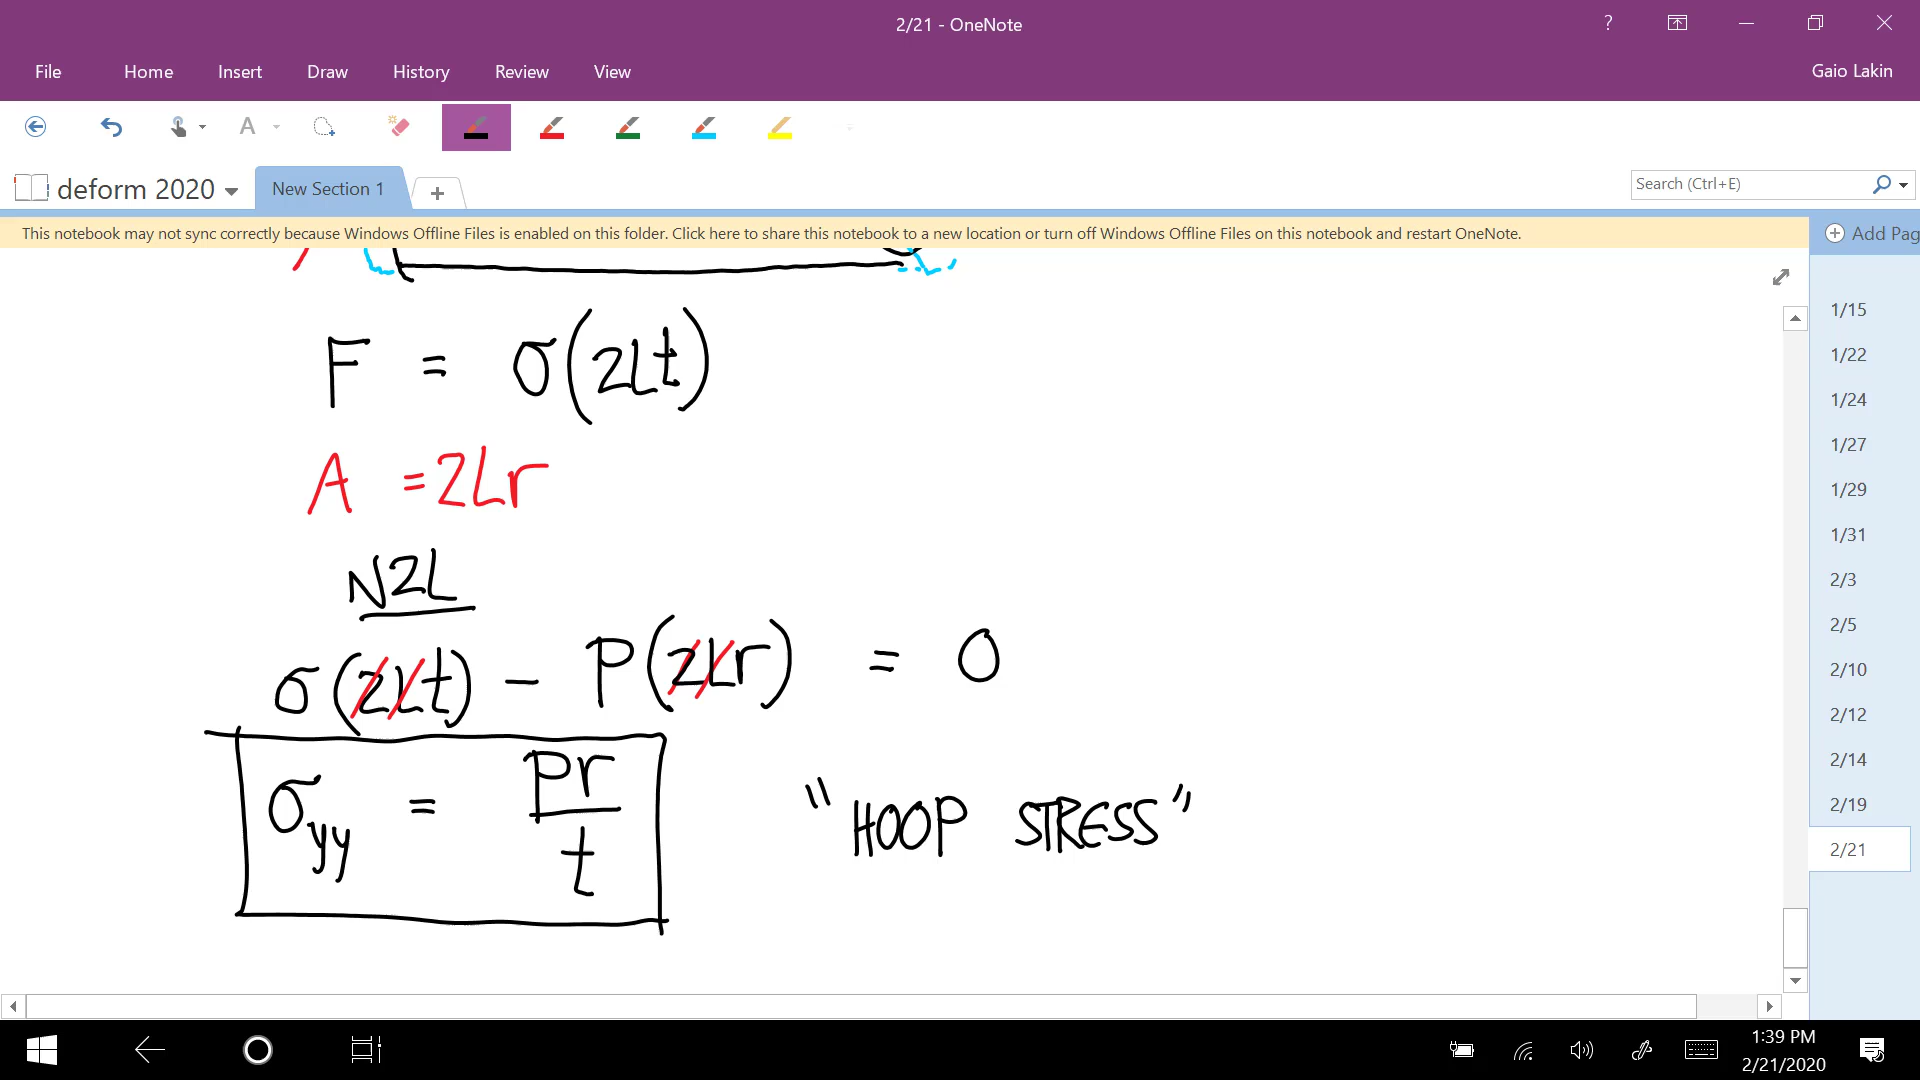 2/21 - OneNote
?
File Home Insert Draw History Review View
Gaio Lakin
A
deform 2020
New Section 1
+
Search (Ctrl+E)
This notebook may not sync correctly because Windows Offline Files is enabled on this folder. Click here to share this notebook to a new location or turn off Windows Offline Files on this notebook and restart OneNote.
Add Pag
F = σ(2Lt)
A = 2Lr
N2L
σ(2Lt) - P(2Lr) = 0
σyy = Pr/t
"HOOP STRESS"
1/15
1/22
1/24
1/27
1/29
1/31
2/3
2/5
2/10
2/12
2/14
2/19
2/21
1:39 PM
2/21/2020